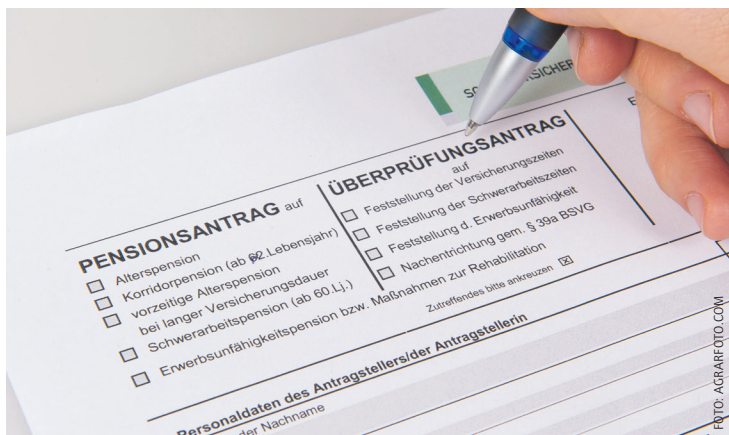 PENSIONSANTRAG auf
Alterspension
Korridorpension (ab 62.Lebensjahr)
vorzeitige Alterspension
bei langer Versicherungsdauer
Schwerarbeitspension (ab 60.Lj.)
Erwerbsunfähigkeitspension bzw. Maßnahmen zur Rehabilitation
ÜBERPRÜFUNGSANTRAG
auf
Feststellung der Versicherungszeiten
Feststellung der Schwerarbeitszeiten
Feststellung d. Erwerbsunfähigkeit
Nachentrichtung gem. § 39a BSVG
Zutreffendes bitte ankreuzen ☒
Personaldaten des Antragstellers/der Antragstellerin
der Nachname
FOTO: AGRARFOTO.COM